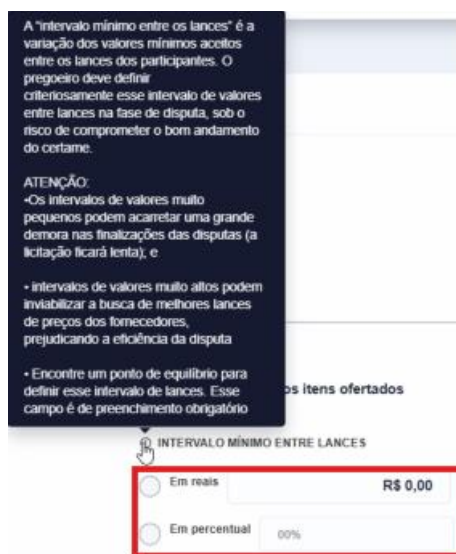 A "intervalo mínimo entre os lances" é a
variação dos valores mínimos aceitos
entre os lances dos participantes. O
pregoeiro deve definir
criteriosamente esse intervalo de valores
entre lances na fase de disputa, sob o
risco de comprometer o bom andamento
do certame.
ATENÇÃO:
•Os intervalos de valores muito
pequenos podem acarretar uma grande
demora nas finalizações das disputas (a
licitação ficará lenta); e
• intervalos de valores muito altos podem
inviabilizar a busca de melhores lances
de preços dos fornecedores,
prejudicando a eficiência da disputa
• Encontre um ponto de equilíbrio para
definir esse intervalo de lances. Esse
campo é de preenchimento obrigatório
os itens ofertados
INTERVALO MÍNIMO ENTRE LANCES
Em reais R$ 0,00
Em percentual 00%